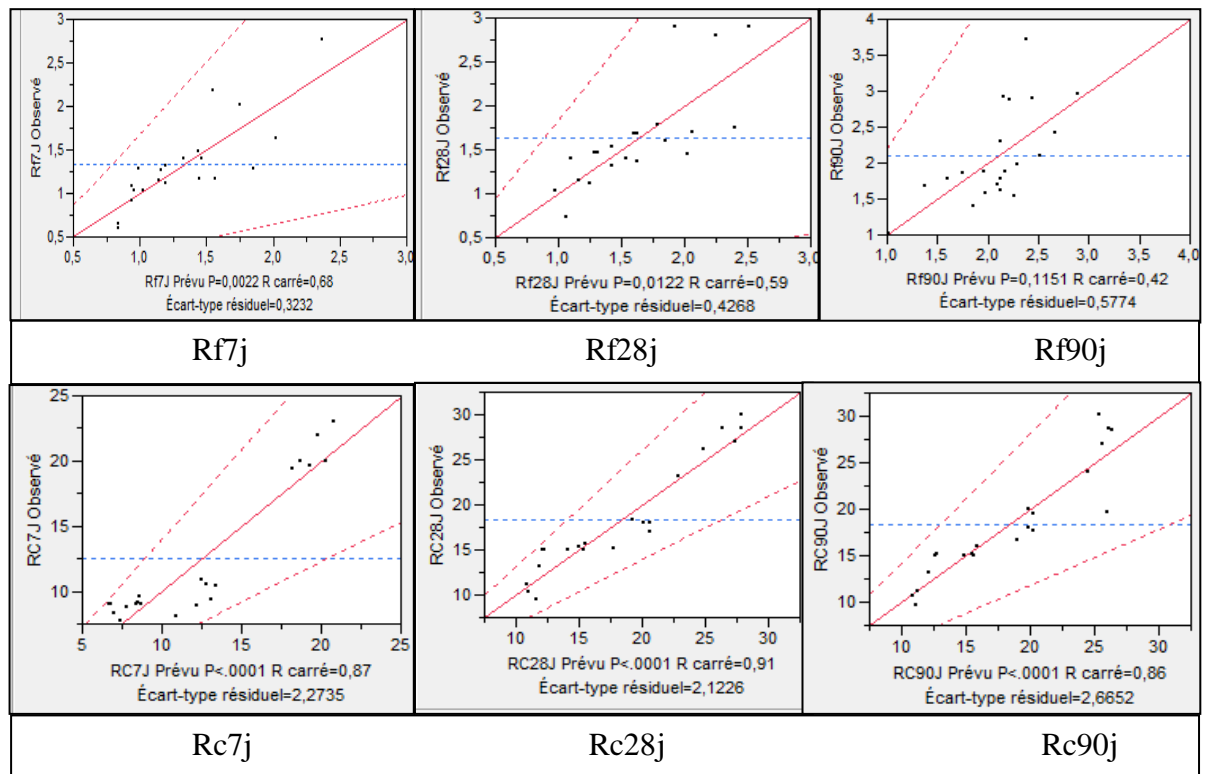 3
2,5
2
1,5
1
0,5
Rf7J Observé
0,5 1,0 1,5 2,0 2,5 3,0
Rf7J Prévu P=0,0022 R carré=0,68
Écart-type résiduel=0,3232
3
2,5
2
1,5
1
0,5
Rf28J Observé
0,5 1,0 1,5 2,0 2,5 3,0
Rf28J Prévu P=0,0122 R carré=0,59
Écart-type résiduel=0,4268
4
3,5
3
2,5
2
1,5
1
Rf90J Observé
1,0 1,5 2,0 2,5 3,0 3,5 4,0
Rf90J Prévu P=0,1151 R carré=0,42
Écart-type résiduel=0,5774
Rf7j Rf28j Rf90j
25
20
15
10
RC7J Observé
5 10 15 20 25
RC7J Prévu P<.0001 R carré=0,87
Écart-type résiduel=2,2735
30
25
20
15
10
RC28J Observé
10 15 20 25 30
RC28J Prévu P<.0001 R carré=0,91
Écart-type résiduel=2,1226
30
25
20
15
10
RC90J Observé
10 15 20 25 30
RC90J Prévu P<.0001 R carré=0,86
Écart-type résiduel=2,6652
Rc7j Rc28j Rc90j